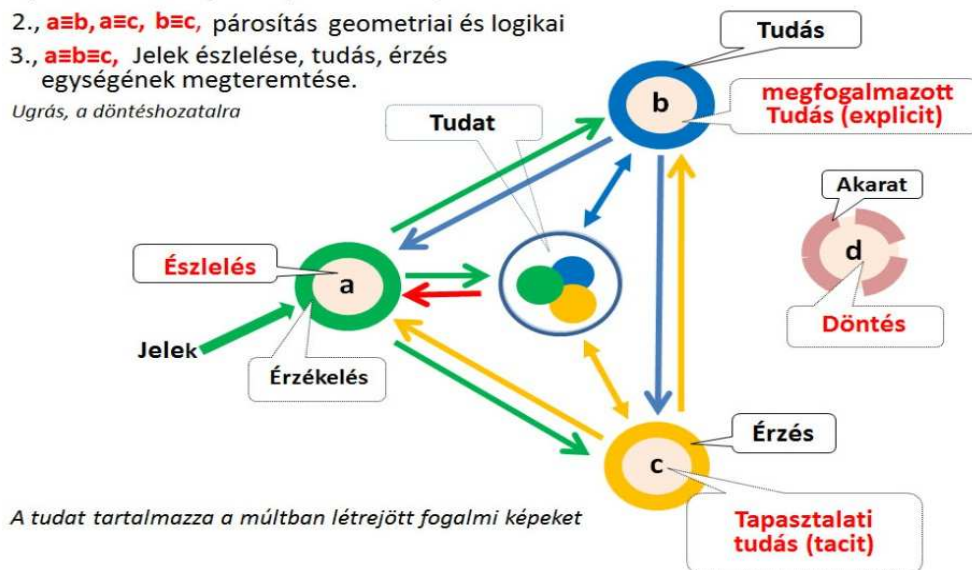 2., a≡b, a≡c, b≡c, párosítás geometriai és logikai
3., a≡b≡c, Jelek észlelése, tudás, érzés
egységének megteremtése.
Ugrás, a döntéshozatalra
Tudás
b
megfogalmazott
Tudás (explicit)
Tudat
Akarat
d
Döntés
Észlelés
a
Jelek
Érzékelés
Érzés
c
Tapasztalati
tudás (tacit)
A tudat tartalmazza a múltban létrejött fogalmi képeket